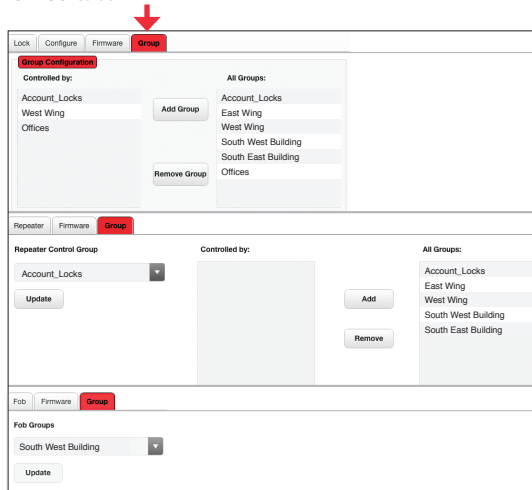 Lock Configure Firmware Group
Group Configuration
Controlled by: All Groups:
Account_Locks
West Wing
Offices
Add Group
Remove Group
Account_Locks
East Wing
West Wing
South West Building
South East Building
Offices
Repeater Firmware Group
Repeater Control Group Controlled by: All Groups:
Account_Locks
Update
Add
Remove
Account_Locks
East Wing
West Wing
South West Building
South East Building
Fob Firmware Group
Fob Groups
South West Building
Update